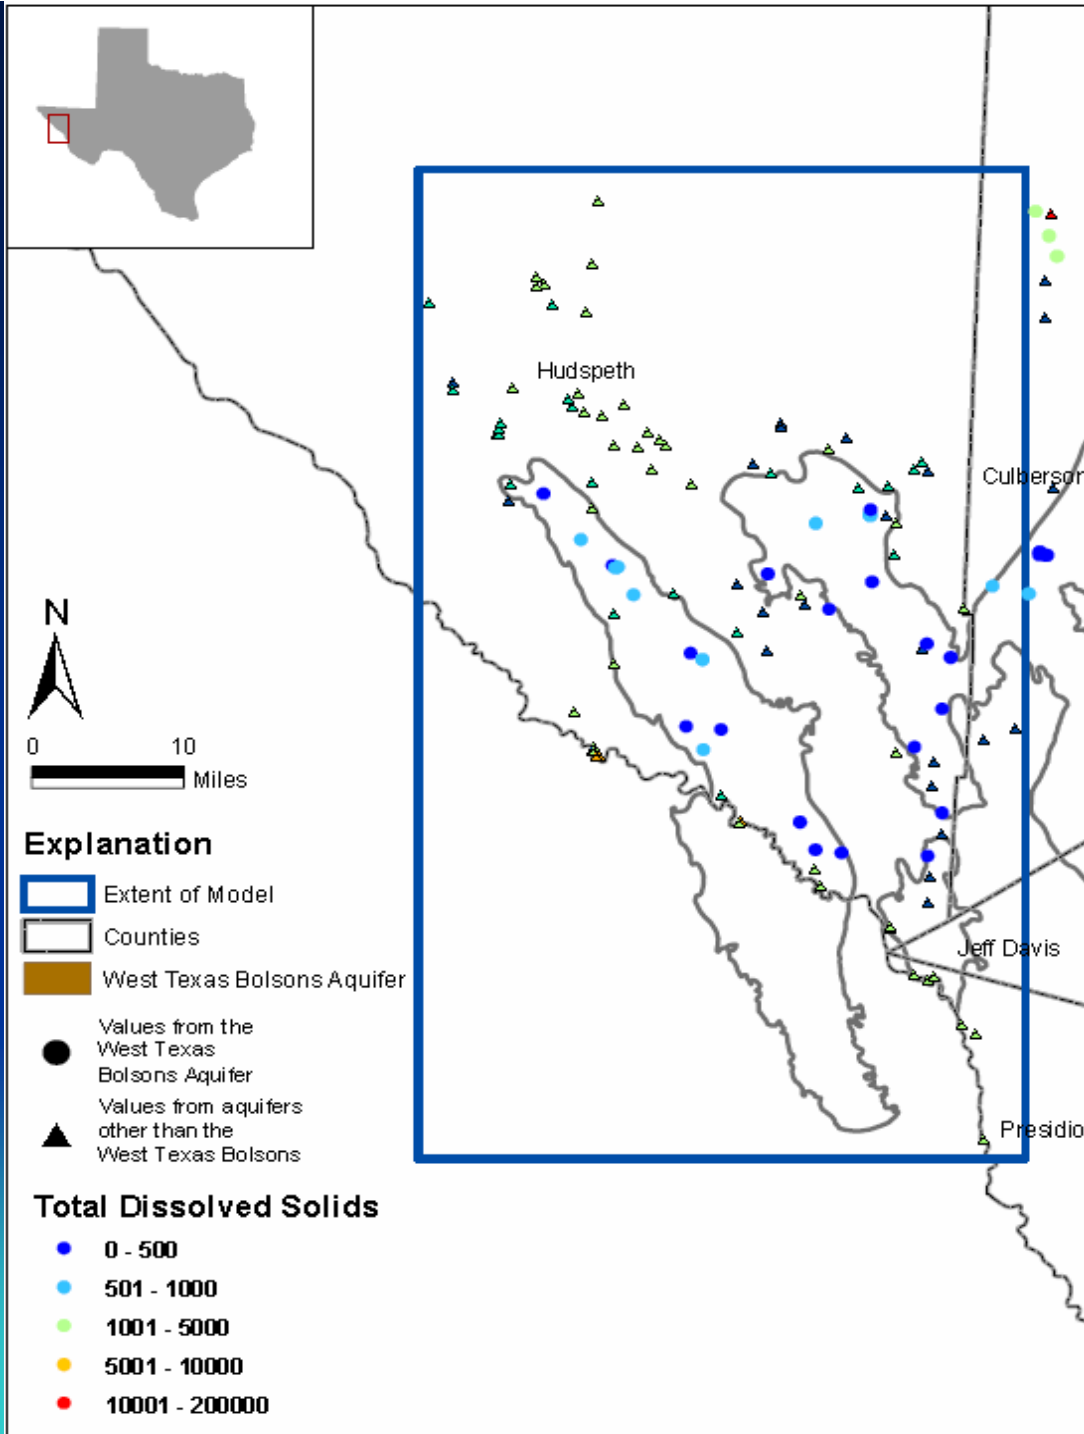 Hudspeth
Culberson
N
0 10
Miles
Explanation
Extent of Model
Counties
West Texas Bolsons Aquifer
Jeff Davis
Values from the
West Texas
Bolsons Aquifer
Values from aquifers
other than the
West Texas Bolsons
Presidio
Total Dissolved Solids
0 - 500
501 - 1000
1001 - 5000
5001 - 10000
10001 - 200000